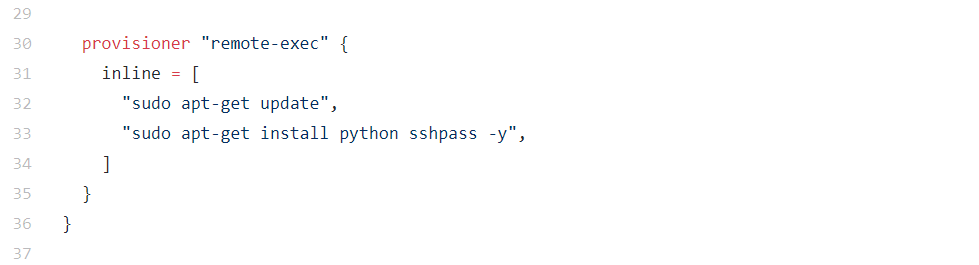 29
30 provisioner "remote-exec" {
31 inline = [
32 "sudo apt-get update",
33 "sudo apt-get install python sshpass -y",
34 ]
35 }
36 }
37